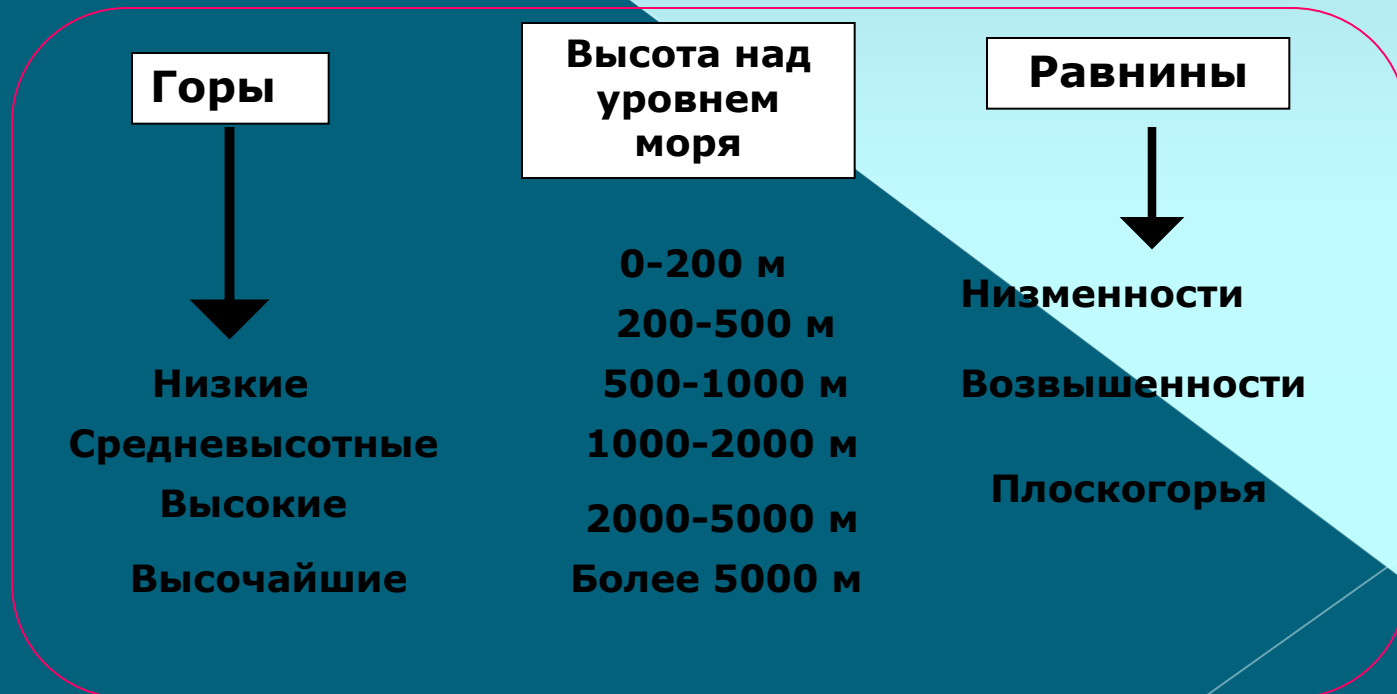 Горы
Высота над
уровнем
моря
Равнины
0-200 м
Низменности
200-500 м
Низкие
500-1000 м
Возвышенности
Средневысотные
1000-2000 м
Высокие
Плоскогорья
2000-5000 м
Высочайшие
Более 5000 м